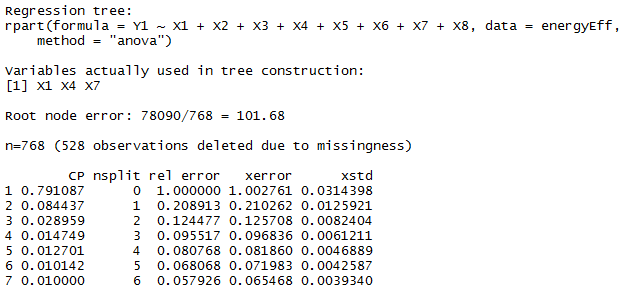 Regression tree:
rpart(formula = Y1 ~ X1 + X2 + X3 + X4 + X5 + X6 + X7 + X8, data = energyEff,
    method = "anova")

Variables actually used in tree construction:
[1] X1 X4 X7

Root node error: 78090/768 = 101.68

n=768 (528 observations deleted due to missingness)

        CP nsplit rel error   xerror      xstd
1 0.791087      0  1.000000 1.002761 0.0314398
2 0.084437      1  0.208913 0.210262 0.0125921
3 0.028959      2  0.124477 0.125708 0.0082404
4 0.014749      3  0.095517 0.096836 0.0061211
5 0.012701      4  0.080768 0.081860 0.0046889
6 0.010142      5  0.068068 0.071983 0.0042587
7 0.010000      6  0.057926 0.065468 0.0039340